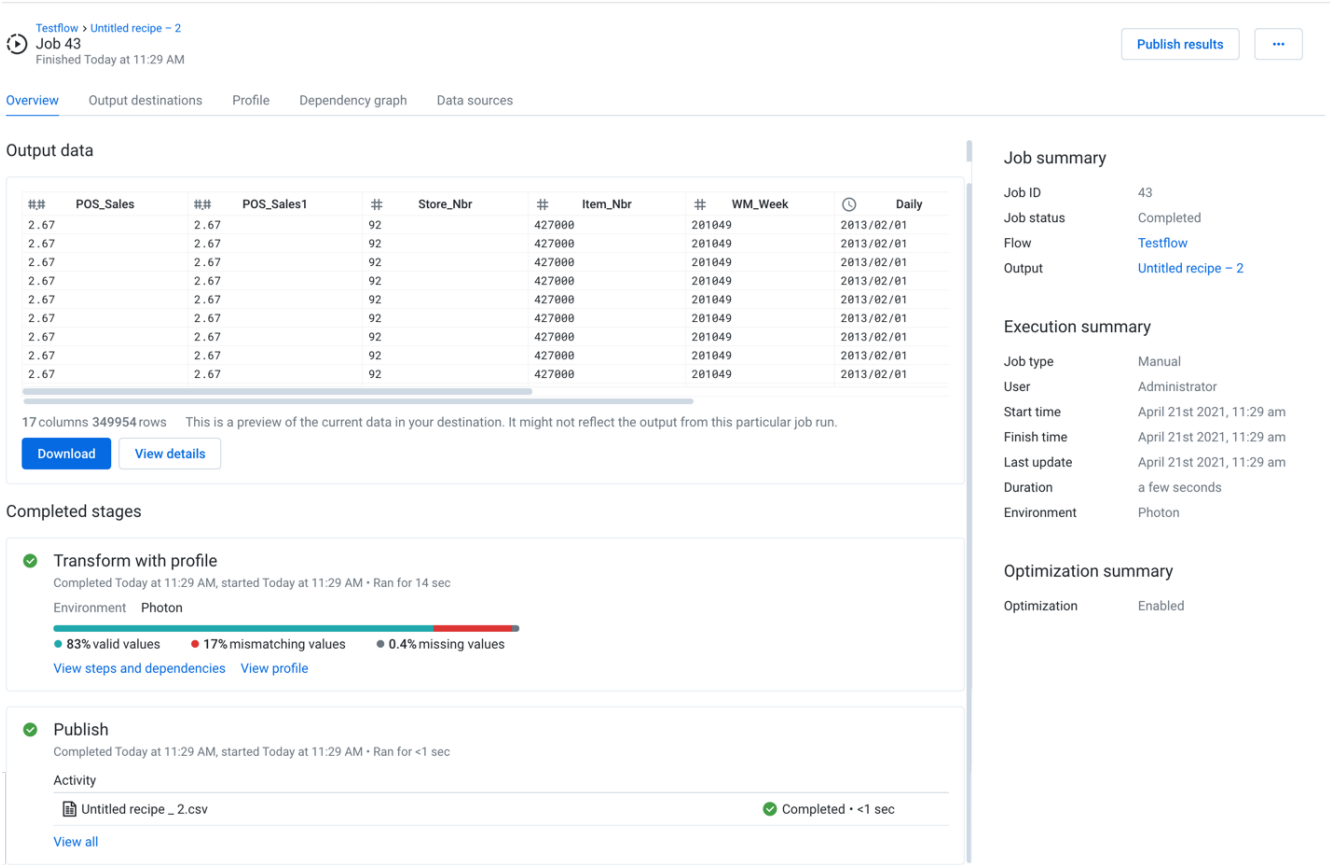 Testflow > Untitled recipe – 2
Job 43
Finished Today at 11:29 AM
Publish results
...
Overview Output destinations Profile Dependency graph Data sources
Output data
#.# POS_Sales #.# POS_Sales1 # Store_Nbr # Item_Nbr # WM_Week Daily
2.67 2.67 92 427000 201049 2013/02/01
2.67 2.67 92 427000 201049 2013/02/01
2.67 2.67 92 427000 201049 2013/02/01
2.67 2.67 92 427000 201049 2013/02/01
2.67 2.67 92 427000 201049 2013/02/01
2.67 2.67 92 427000 201049 2013/02/01
2.67 2.67 92 427000 201049 2013/02/01
2.67 2.67 92 427000 201049 2013/02/01
2.67 2.67 92 427000 201049 2013/02/01
17 columns 349954 rows This is a preview of the current data in your destination. It might not reflect the output from this particular job run.
Download View details
Completed stages
Transform with profile
Completed Today at 11:29 AM, started Today at 11:29 AM • Ran for 14 sec
Environment Photon
83% valid values 17% mismatching values 0.4% missing values
View steps and dependencies View profile
Publish
Completed Today at 11:29 AM, started Today at 11:29 AM • Ran for <1 sec
Activity
Untitled recipe _ 2.csv Completed • <1 sec
View all
Job summary
Job ID 43
Job status Completed
Flow Testflow
Output Untitled recipe – 2
Execution summary
Job type Manual
User Administrator
Start time April 21st 2021, 11:29 am
Finish time April 21st 2021, 11:29 am
Last update April 21st 2021, 11:29 am
Duration a few seconds
Environment Photon
Optimization summary
Optimization Enabled